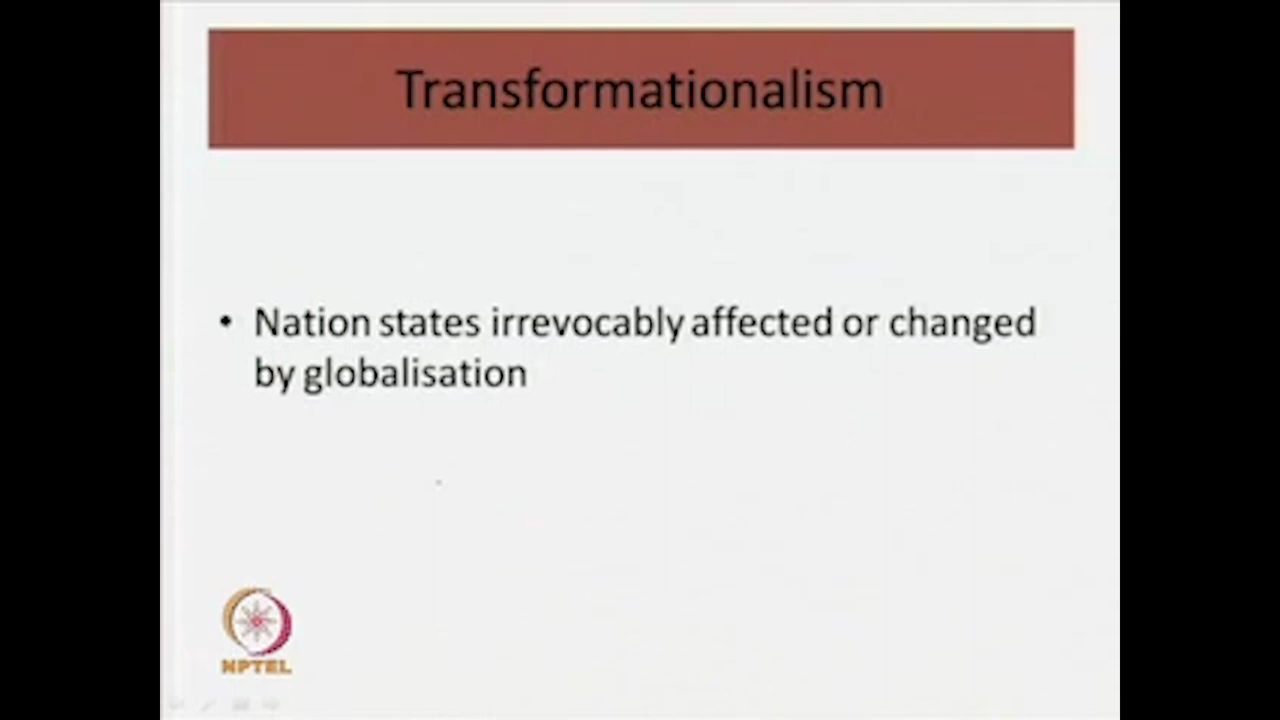 Transformationalism
• Nation states irrevocably affected or changed
by globalisation
NPTEL